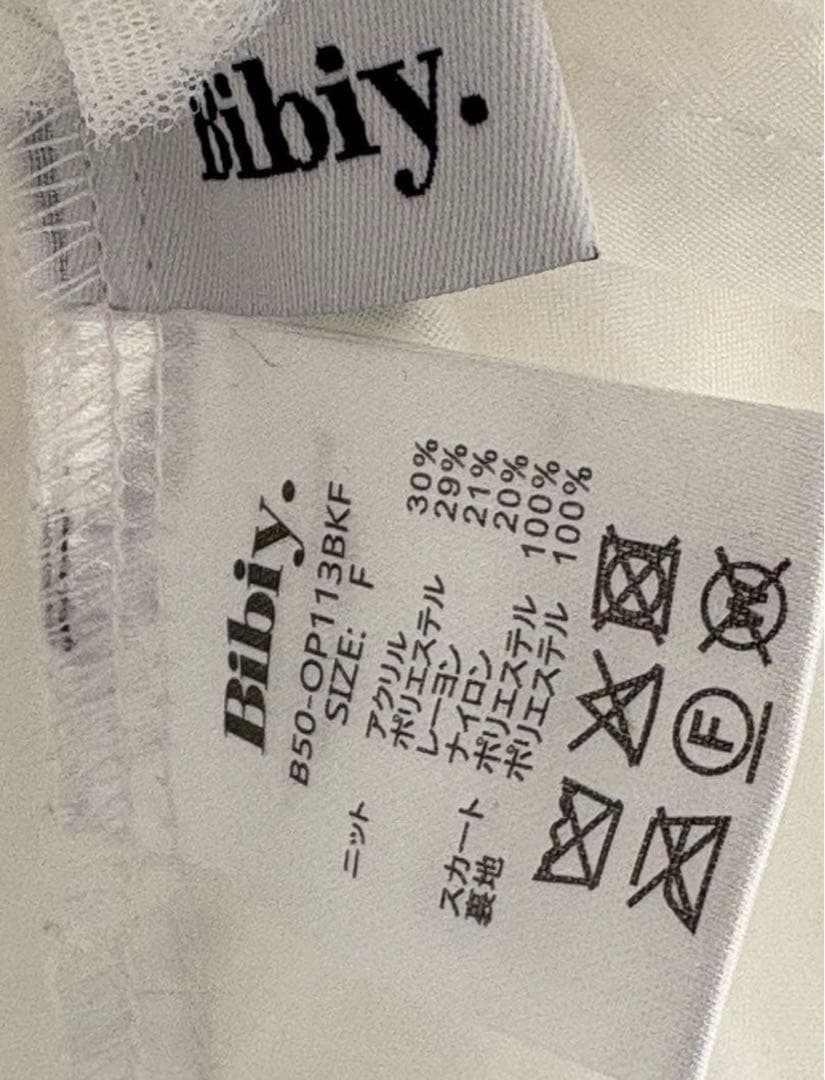 Bibiy.
Bibiy.
B50-OP113BKF
SIZE: F
ニット アクリル 30%
ポリエステル 29%
レーヨン 21%
ナイロン 20%
スカート ポリエステル 100%
裏地 ポリエステル 100%
F
W